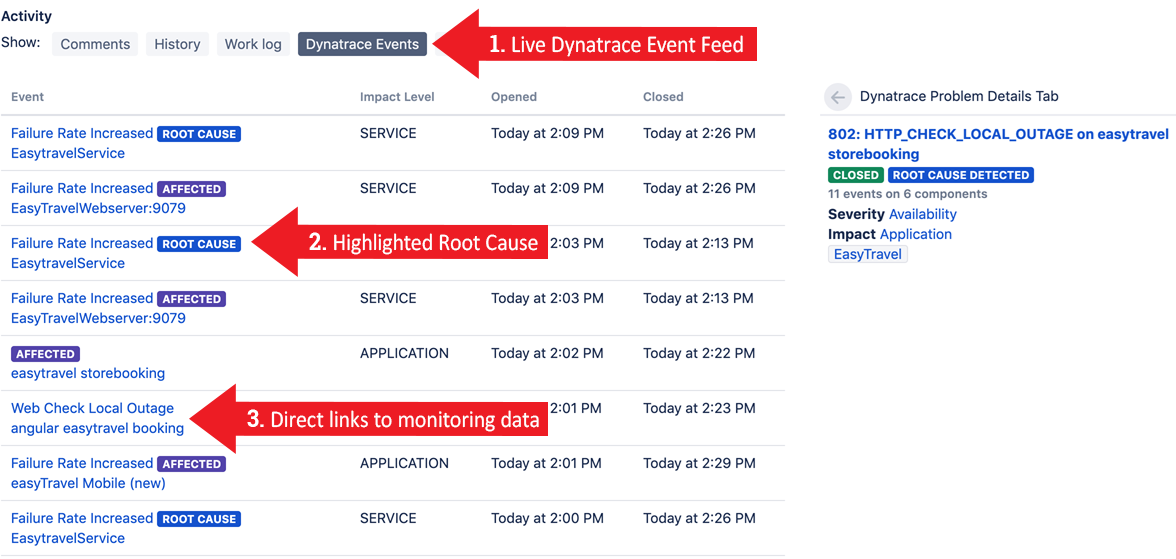 Activity
Show: Comments History Work log Dynatrace Events
1. Live Dynatrace Event Feed
Event Impact Level Opened Closed
Failure Rate Increased ROOT CAUSE SERVICE Today at 2:09 PM Today at 2:26 PM
EasytravelService
Failure Rate Increased AFFECTED SERVICE Today at 2:09 PM Today at 2:26 PM
EasyTravelWebserver:9079
Failure Rate Increased ROOT CAUSE 2. Highlighted Root Cause 2:03 PM Today at 2:13 PM
EasytravelService
Failure Rate Increased AFFECTED SERVICE Today at 2:03 PM Today at 2:13 PM
EasyTravelWebserver:9079
AFFECTED APPLICATION Today at 2:02 PM Today at 2:22 PM
easytravel storebooking
Web Check Local Outage 2:01 PM Today at 2:23 PM
angular easytravel booking 3. Direct links to monitoring data
Failure Rate Increased AFFECTED APPLICATION Today at 2:01 PM Today at 2:29 PM
easyTravel Mobile (new)
Failure Rate Increased ROOT CAUSE SERVICE Today at 2:00 PM Today at 2:26 PM
EasytravelService
Dynatrace Problem Details Tab
802: HTTP_CHECK_LOCAL_OUTAGE on easytravel
storebooking
CLOSED ROOT CAUSE DETECTED
11 events on 6 components
Severity Availability
Impact Application
EasyTravel